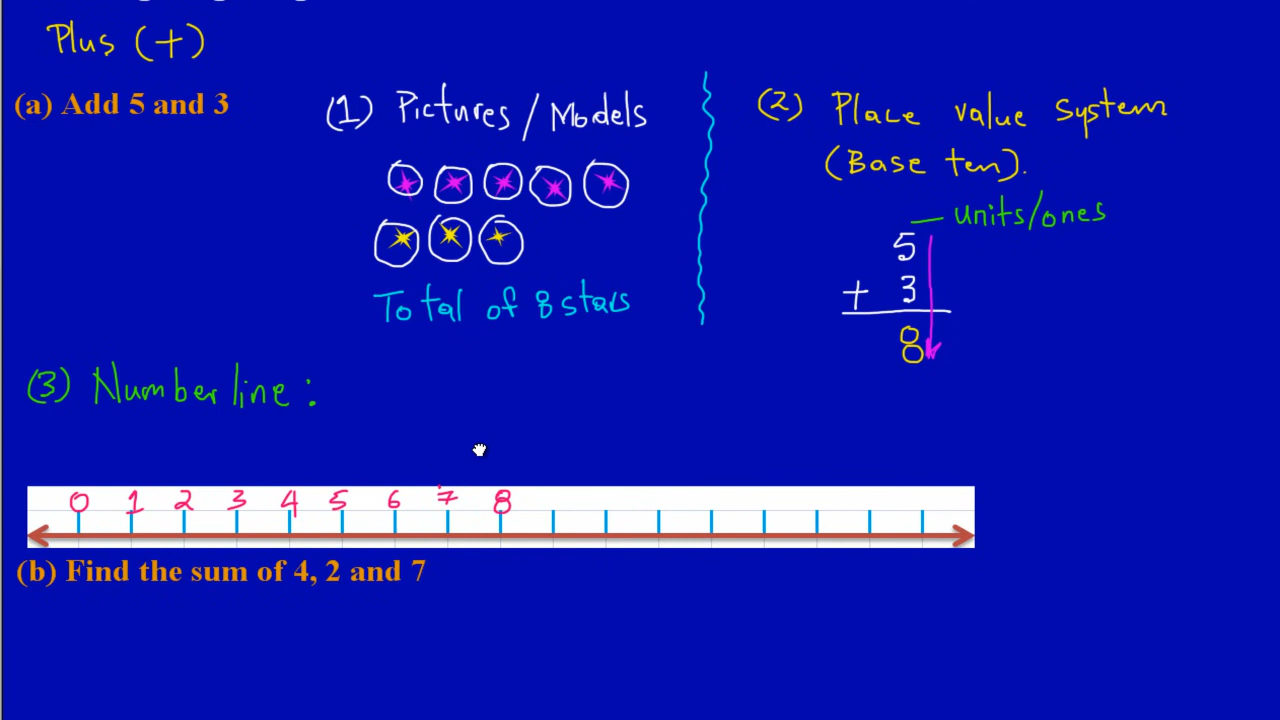 Plus (+)
(a) Add 5 and 3
(1) Pictures / Models
Total of 8 stars
(2) Place value system
(Base ten).
units/ones
5
+ 3
8
(3) Number line :
0 1 2 3 4 5 6 7 8
(b) Find the sum of 4, 2 and 7